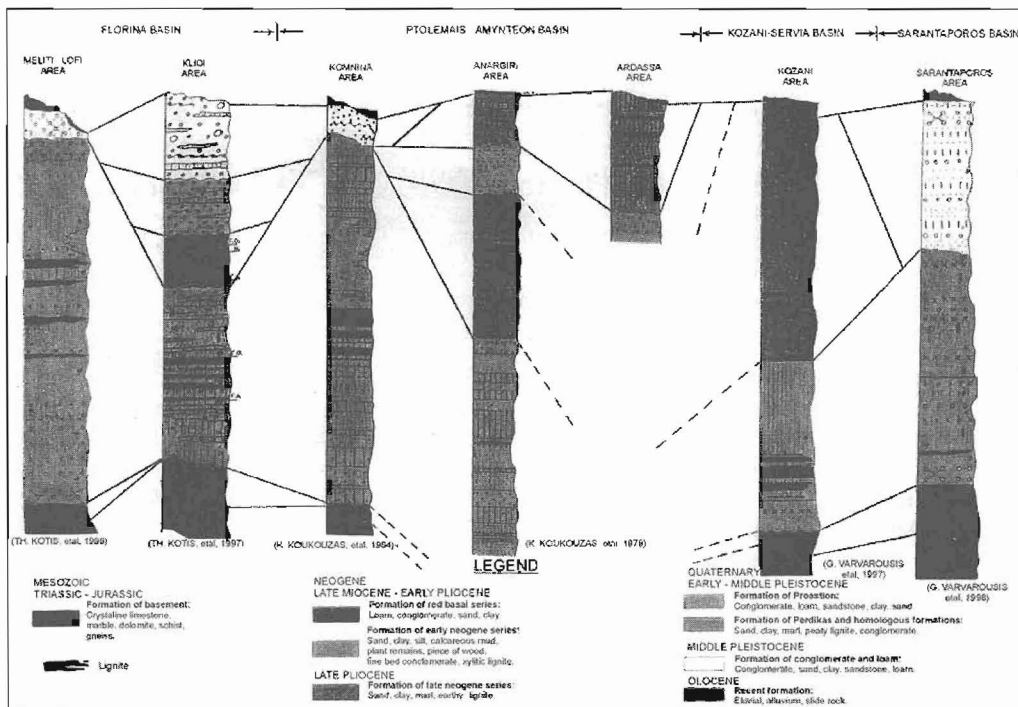 FLORINA BASIN
PTOLEMAIS AMYNTEON BASIN
KOZANI-SERVIA BASIN
SARANTAPOROS BASIN
MELITI LOFI AREA
KLIDI AREA
KOMNINA AREA
ANARGIRI AREA
ARDASSA AREA
KOZANI AREA
SARANTAPOROS AREA
(TH. KOTIS, etal, 1997)
(K. KOUKOUZAS, etal, 1979)
(G. VARVAROUSIS etal, 1997)
(G. VARVAROUSIS etal, 1998)
LEGEND
MESOZOIC
TRIASSIC - JURASSIC
Formation of basement:
Crystaline limestone,
marble, dolomite, schist,
gneiss.
Lignite
NEOGENE
LATE MIOCENE - EARLY PLIOCENE
Formation of red basal series:
Loam, conglomerate, sand, clay
Formation of early neogene series:
Sand, clay, silt, calcareous mud,
plant remains, piece of wood,
fine bed conclomerate, xylitic lignite.
LATE PLIOCENE
Formation of late neogene series:
Sand, clay, marl, earthy lignite
QUATERNARY
EARLY - MIDDLE PLEISTOCENE
Formation of Proastion:
Conglomerate, loam, sandstone, clay, sand
Formation of Perdikas and homologous formations:
Sand, clay, marl, peaty lignite, conglomerate.
MIDDLE PLEISTOCENE
Formation of conglomerate and loam:
Conglomerate, sand, clay, sandstone, loam.
OLOCENE
Recent formation:
Eluvial, alluvium, slide rock.